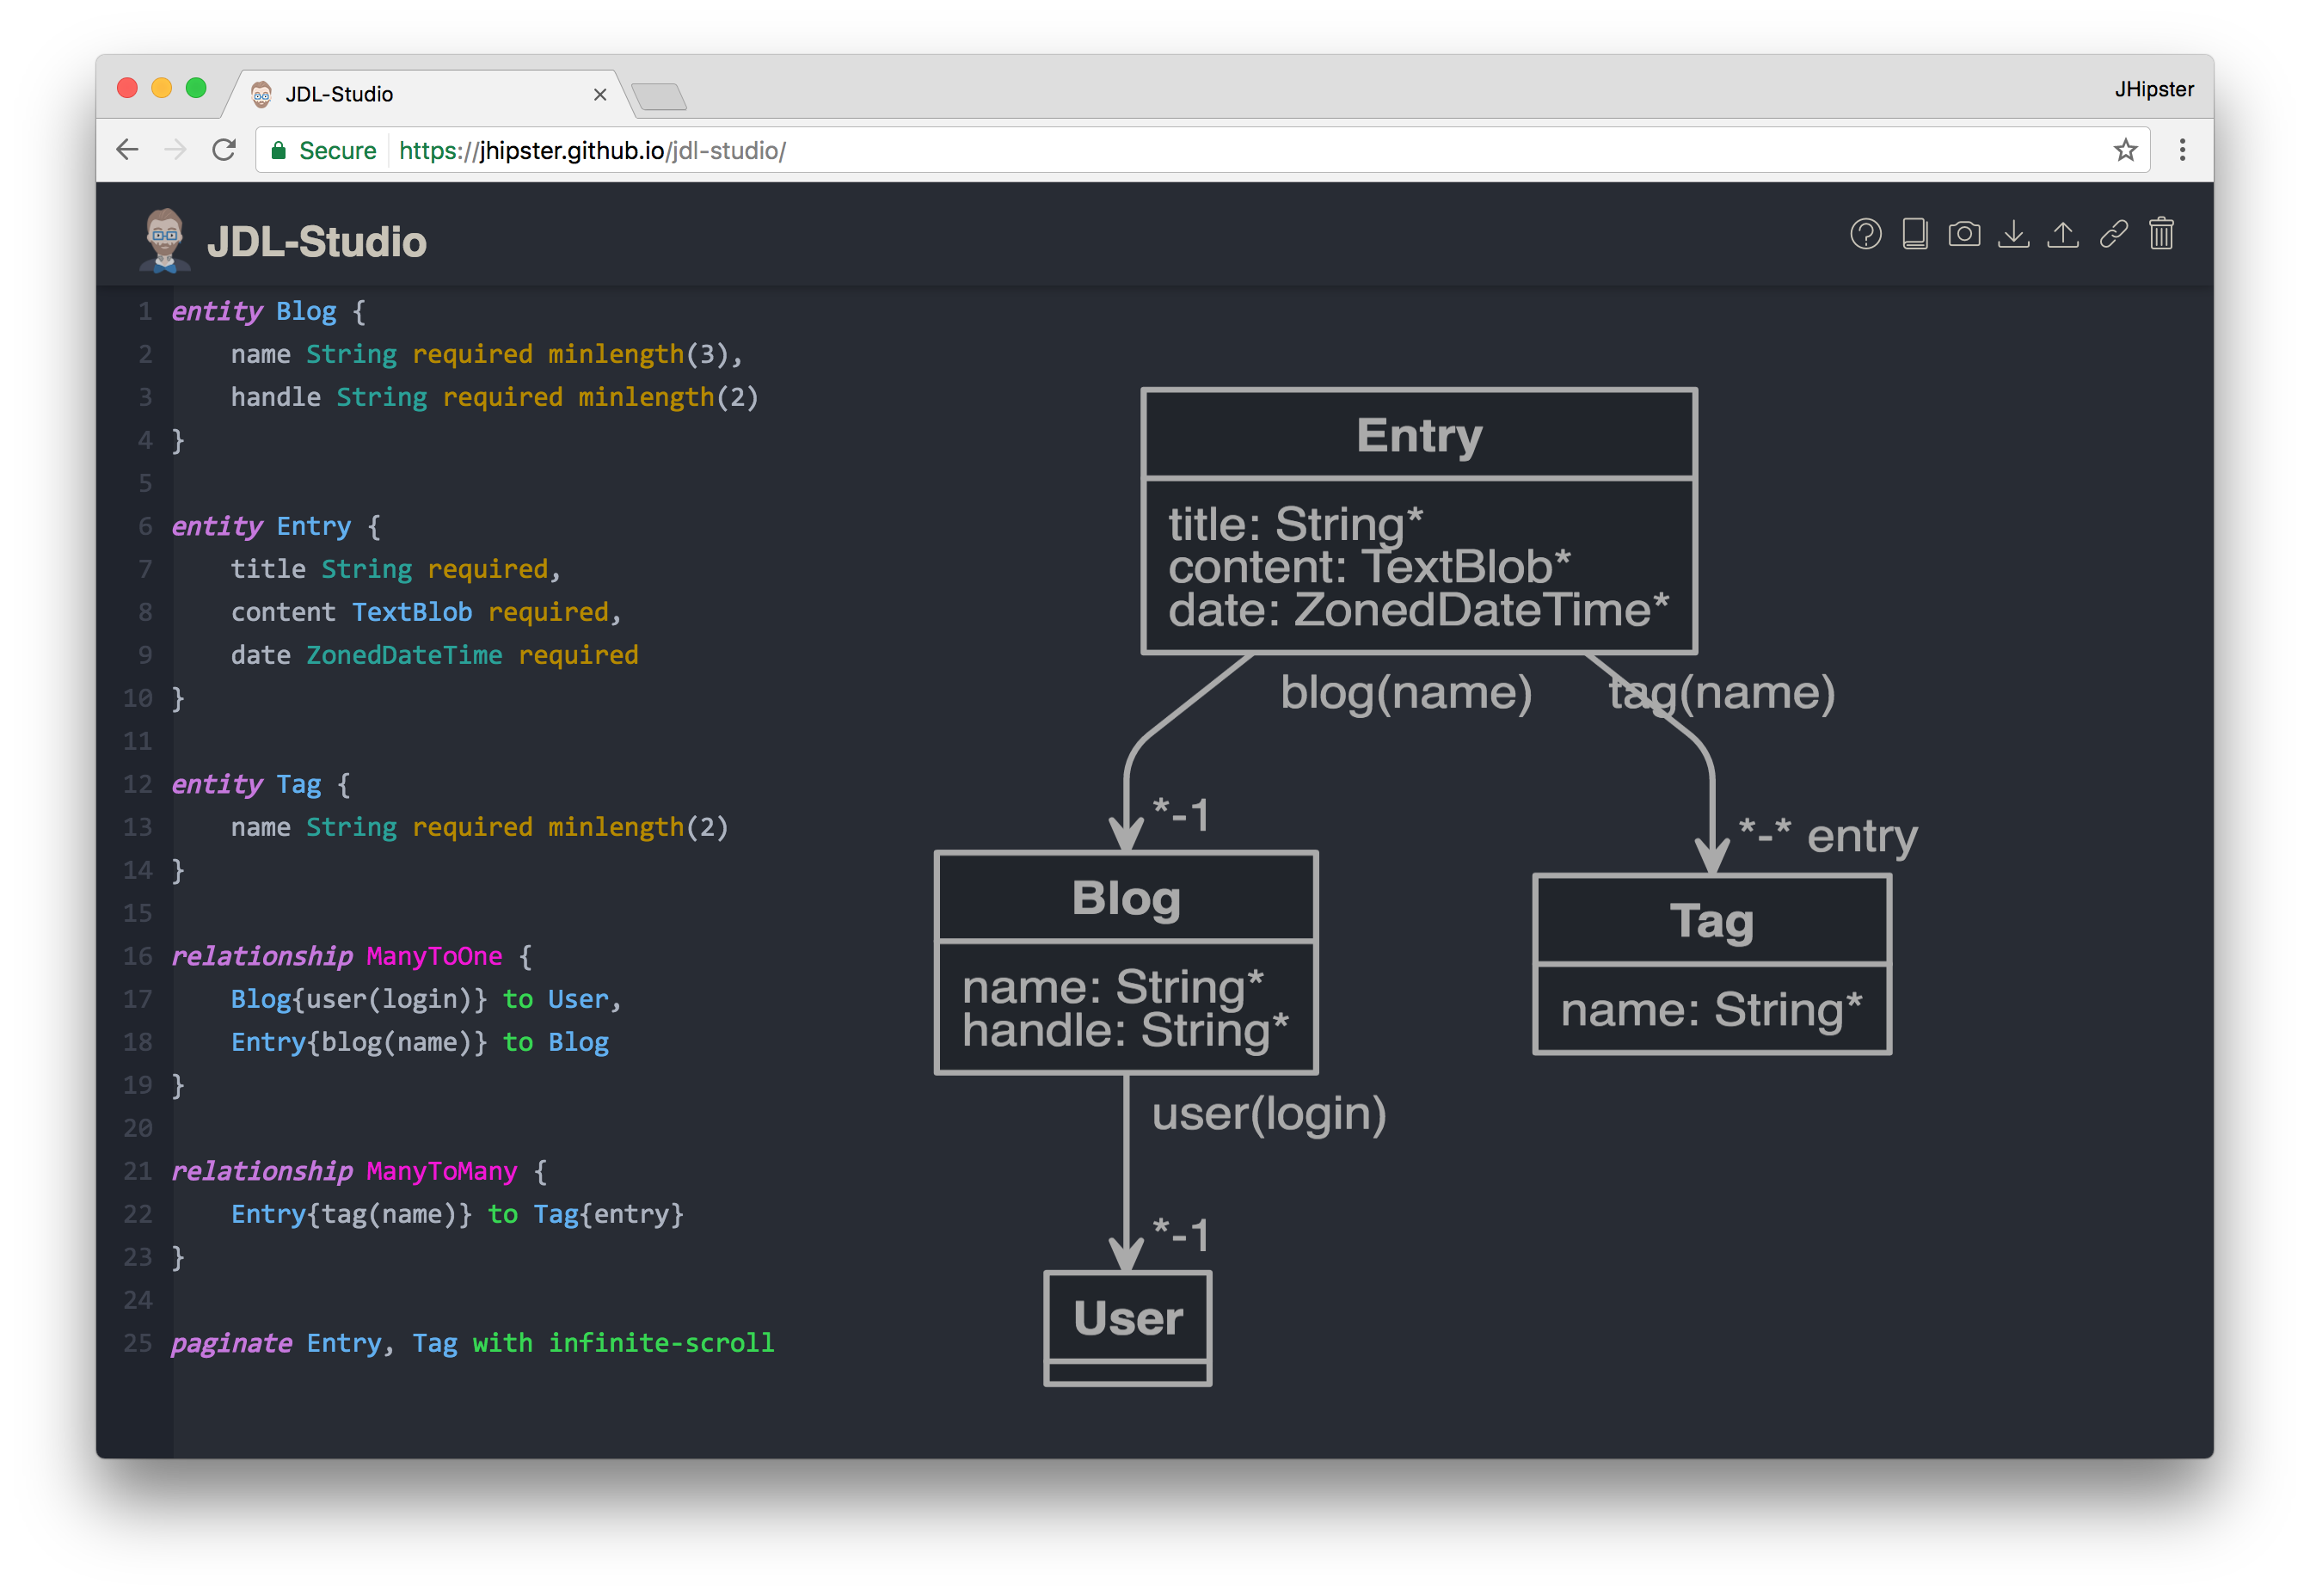 JDL-Studio
JHipster
Secure https://jhipster.github.io/jdl-studio/
JDL-Studio
1 entity Blog {
2 name String required minlength(3),
3 handle String required minlength(2)
4 }
5
6 entity Entry {
7 title String required,
8 content TextBlob required,
9 date ZonedDateTime required
10 }
11
12 entity Tag {
13 name String required minlength(2)
14 }
15
16 relationship ManyToOne {
17 Blog{user(login)} to User,
18 Entry{blog(name)} to Blog
19 }
20
21 relationship ManyToMany {
22 Entry{tag(name)} to Tag{entry}
23 }
24
25 paginate Entry, Tag with infinite-scroll
Entry
title: String*
content: TextBlob*
date: ZonedDateTime*
blog(name)
tag(name)
*-1
*-* entry
Blog
name: String*
handle: String*
Tag
name: String*
user(login)
*-1
User